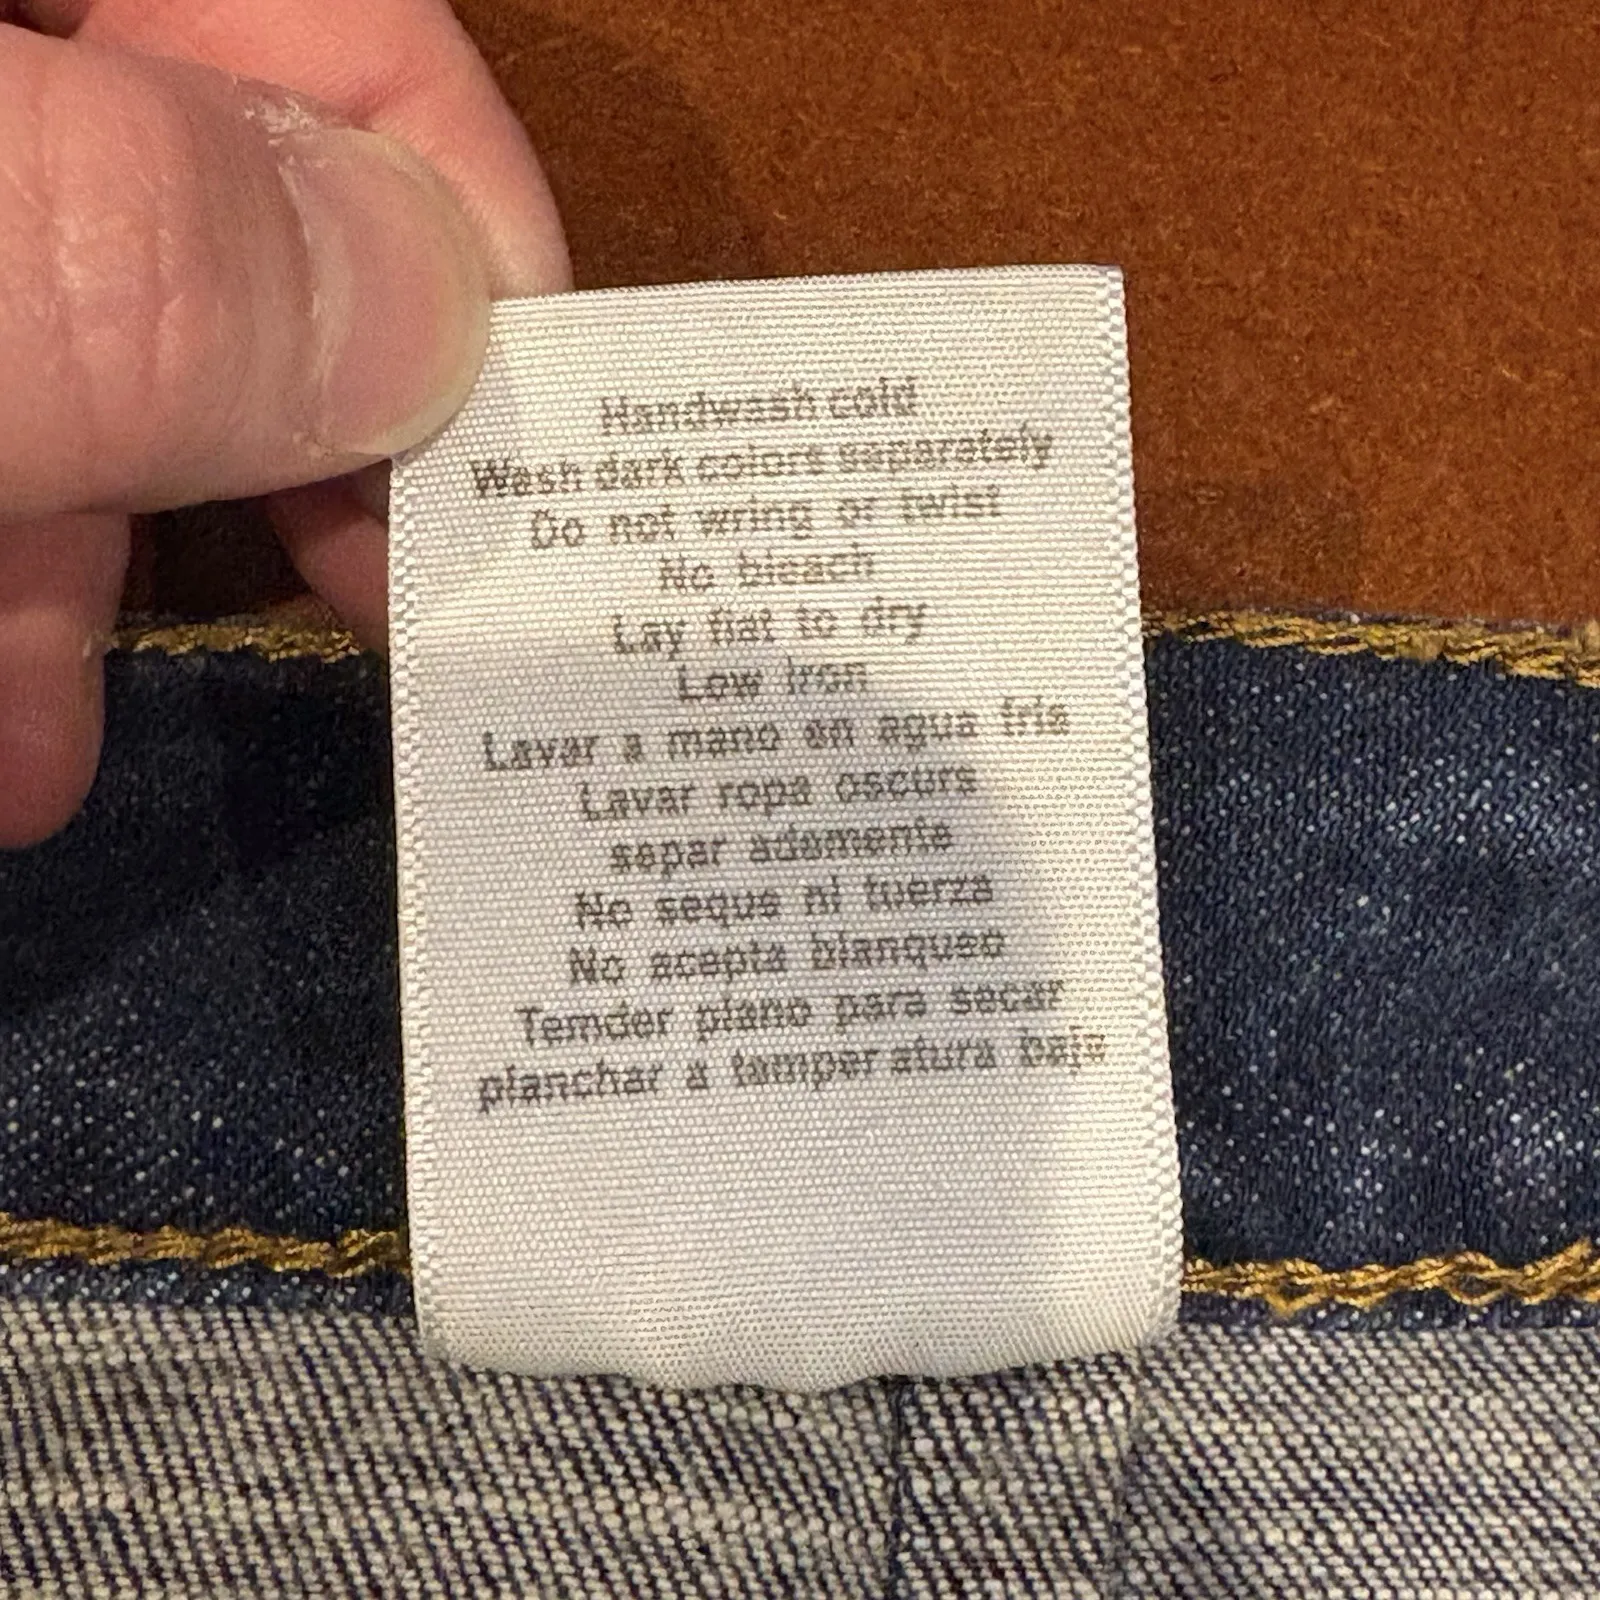 Handwash cold
Wash dark colors separately
Do not wring or twist
No bleach
Lay flat to dry
Low iron
Lavar a mano en agua fria
Lavar ropa oscura
separ adamente
No seque ni tuerza
No acepta blanqueo
Temder plano para secar
planchar a temper atura baja